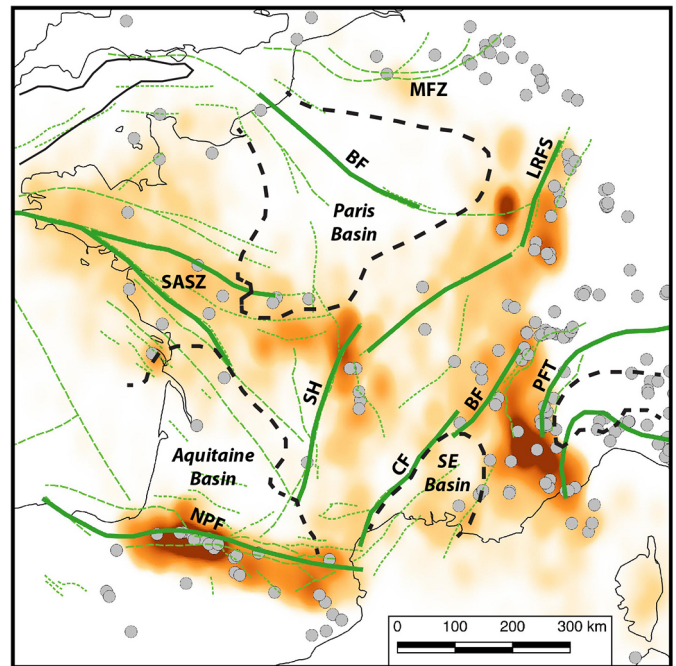 MFZ
BF
LRFS
Paris
Basin
SASZ
PFT
BF
SH
CF
SE
Basin
Aquitaine
Basin
NPF
0 100 200 300 km